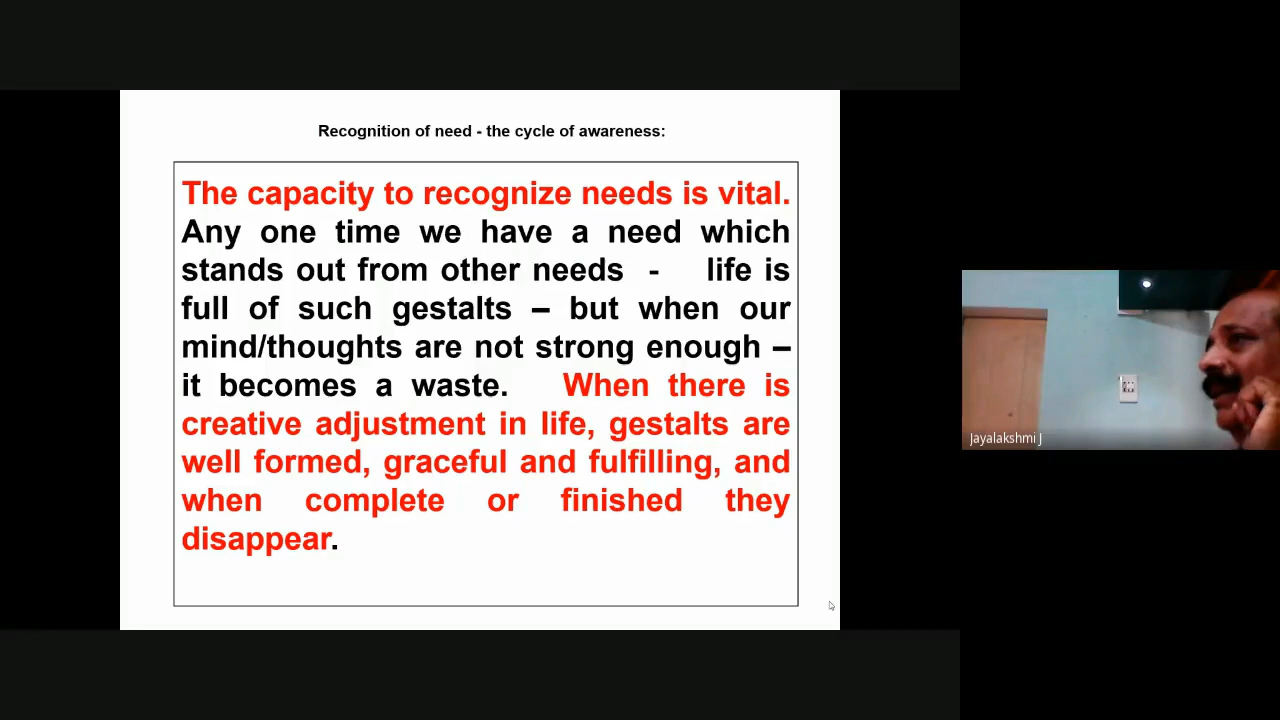 Recognition of need - the cycle of awareness:
The capacity to recognize needs is vital.
Any one time we have a need which
stands out from other needs - life is
full of such gestalts – but when our
mind/thoughts are not strong enough –
it becomes a waste. When there is
creative adjustment in life, gestalts are
well formed, graceful and fulfilling, and
when complete or finished they
disappear.
Jayalakshmi J